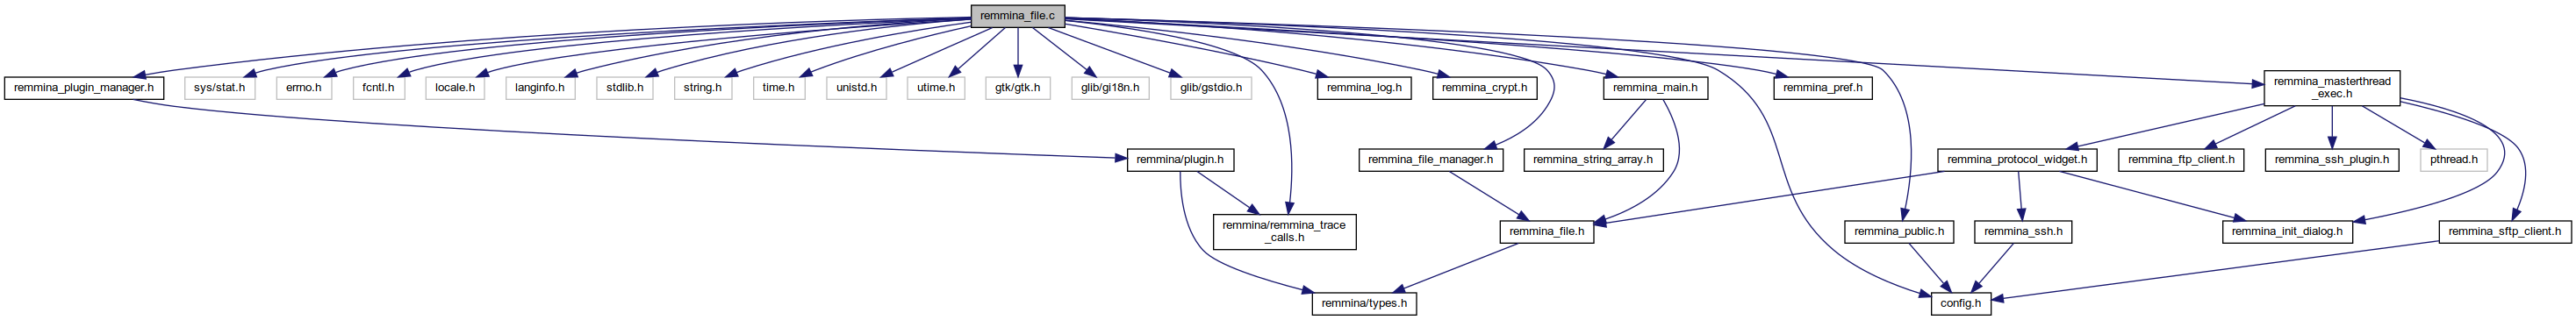 remmina_file.c
remmina_plugin_manager.h
sys/stat.h
errno.h
fcntl.h
locale.h
langinfo.h
stdlib.h
string.h
time.h
unistd.h
utime.h
gtk/gtk.h
glib/gi18n.h
glib/gstdio.h
remmina_log.h
remmina_crypt.h
remmina_main.h
remmina_pref.h
remmina_masterthread
_exec.h
remmina/plugin.h
remmina_file_manager.h
remmina_string_array.h
remmina_protocol_widget.h
remmina_ftp_client.h
remmina_ssh_plugin.h
pthread.h
remmina/remmina_trace
_calls.h
remmina_file.h
remmina_public.h
remmina_ssh.h
remmina_init_dialog.h
remmina_sftp_client.h
remmina/types.h
config.h